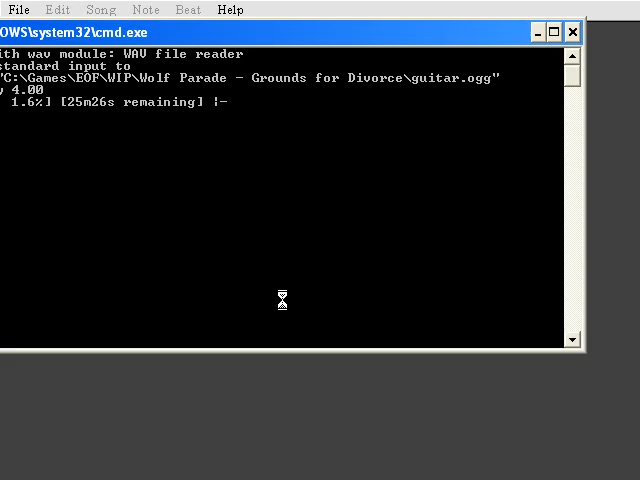 File Edit Song Note Beat Help
OWS\system32\cmd.exe
ith wav module: WAV file reader
standard input to
"C:\Games\EOF\WIP\Wolf Parade - Grounds for Divorce\guitar.ogg"
y 4.00
1.6%] [25m26s remaining] |-